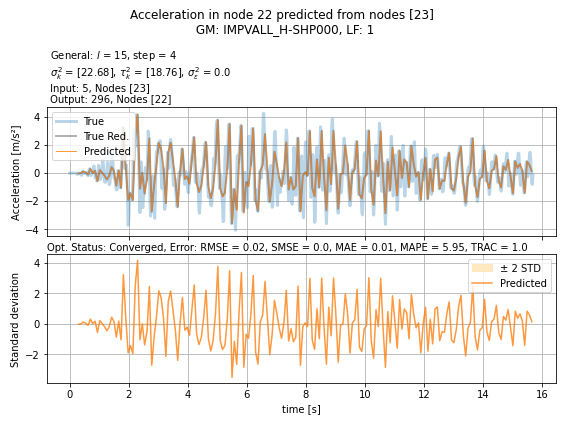 Acceleration in node 22 predicted from nodes [23]
GM: IMPVALL_H-SHP000, LF: 1
General: l = 15, step = 4
σ²ₖ = [22.68], τ²ₖ = [18.76], σ²ₑ = 0.0
Input: 5, Nodes [23]
Output: 296, Nodes [22]
Acceleration [m/s²]
4
2
0
−2
−4
True
True Red.
Predicted
Opt. Status: Converged, Error: RMSE = 0.02, SMSE = 0.0, MAE = 0.01, MAPE = 5.95, TRAC = 1.0
Standard deviation
4
2
0
−2
± 2 STD
Predicted
0 2 4 6 8 10 12 14 16
time [s]